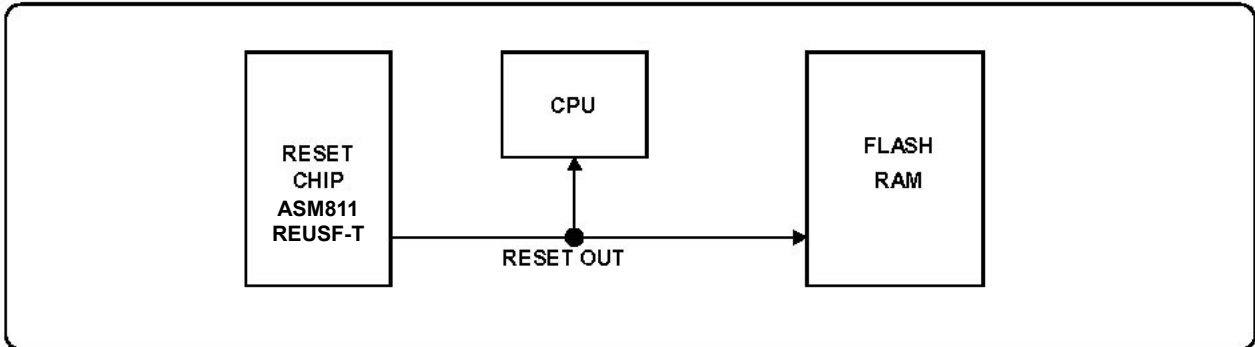 RESET
CHIP
ASM811
REUSF-T
CPU
FLASH
RAM
RESET OUT